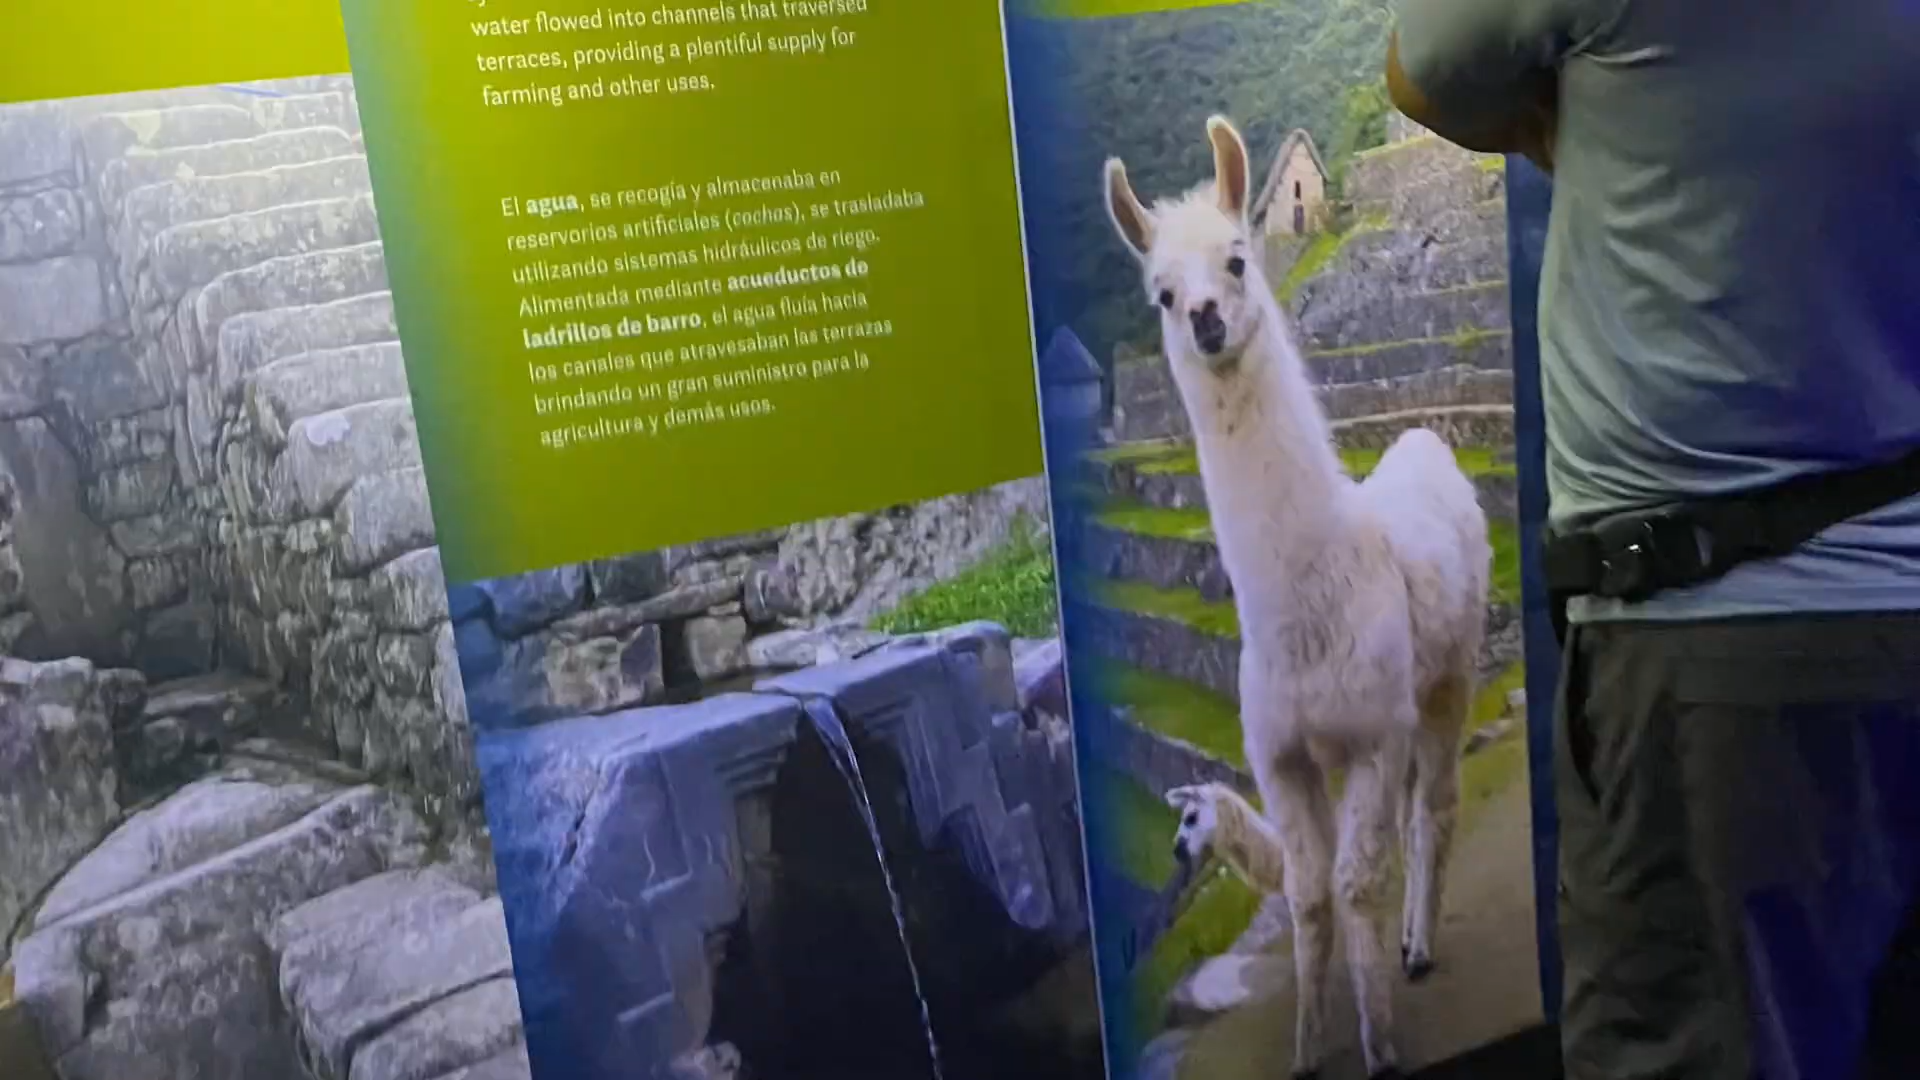 water flowed into channels that traversed
terraces, providing a plentiful supply for
farming and other uses.
El agua, se recogía y almacenaba en
reservorios artificiales (cochas), se trasladaba
utilizando sistemas hidráulicos de riego.
Alimentada mediante acueductos de
ladrillos de barro, el agua fluía hacia
los canales que atravesaban las terrazas
brindando un gran suministro para la
agricultura y demás usos.